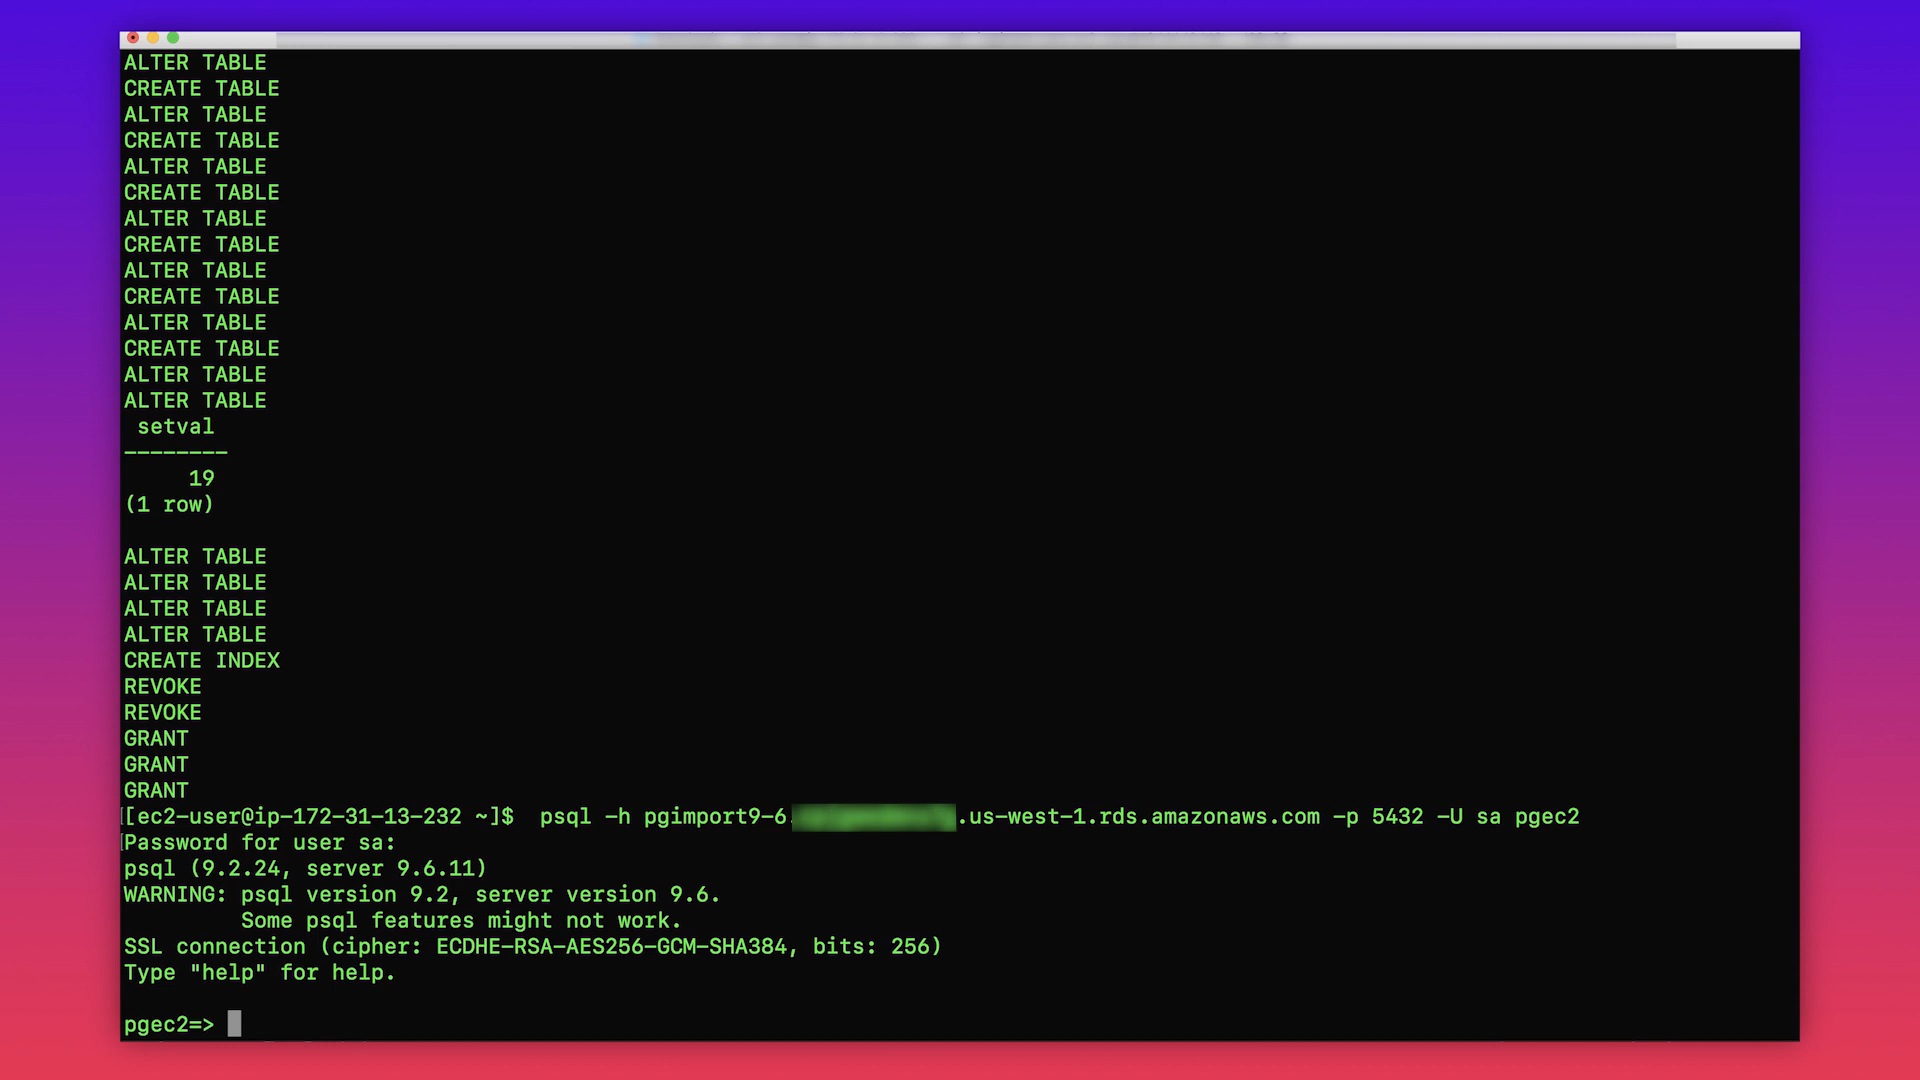 ALTER TABLE
CREATE TABLE
ALTER TABLE
CREATE TABLE
ALTER TABLE
CREATE TABLE
ALTER TABLE
CREATE TABLE
ALTER TABLE
CREATE TABLE
ALTER TABLE
CREATE TABLE
ALTER TABLE
ALTER TABLE
setval
--------
19
(1 row)
ALTER TABLE
ALTER TABLE
ALTER TABLE
ALTER TABLE
CREATE INDEX
REVOKE
REVOKE
GRANT
GRANT
GRANT
[[ec2-user@ip-172-31-13-232 ~]$ psql -h pgimport9-6. .us-west-1.rds.amazonaws.com -p 5432 -U sa pgec2
[Password for user sa:
psql (9.2.24, server 9.6.11)
WARNING: psql version 9.2, server version 9.6.
Some psql features might not work.
SSL connection (cipher: ECDHE-RSA-AES256-GCM-SHA384, bits: 256)
Type "help" for help.
pgec2=>